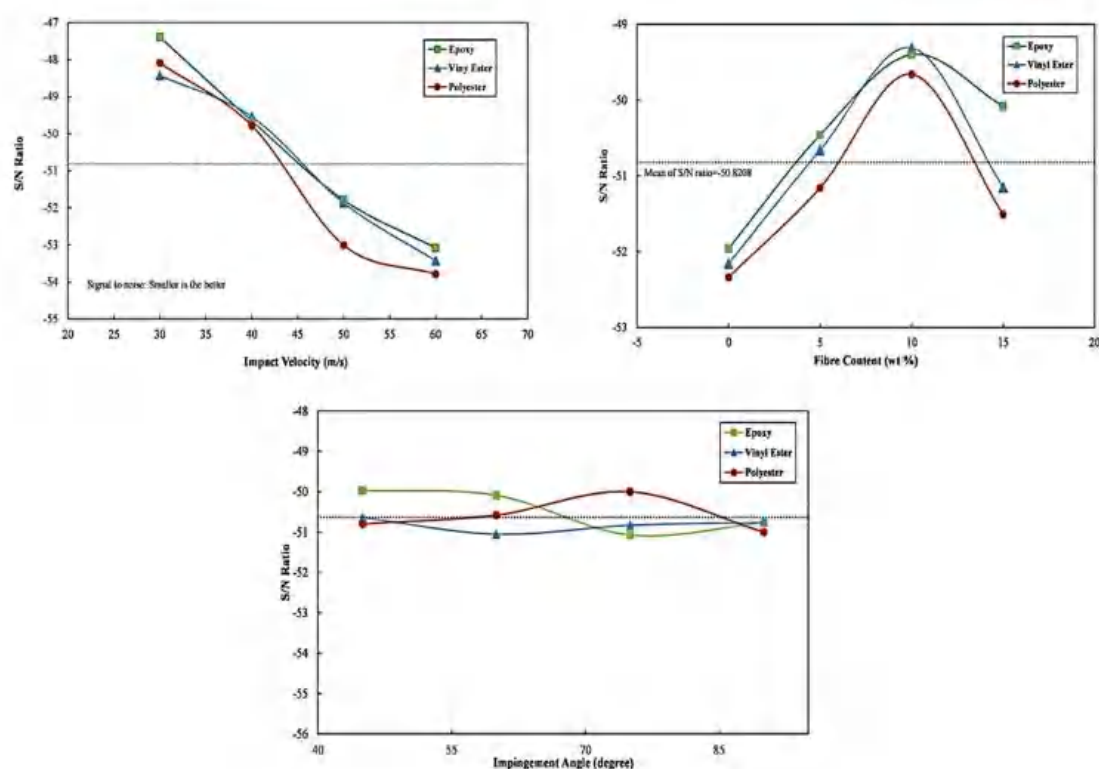 -47
-48
-49
-50
-51
-52
-53
-54
-55
S/N Ratio
Epoxy
Viny Ester
Polyester
Signal to noise: Smaller is the better
20 25 30 35 40 45 50 55 60 65 70
Impact Velocity (m/s)
-49
-50
-51
-52
-53
S/N Ratio
Epoxy
Vinyl Ester
Polyester
Mean of S/N ratio=-50.8208
-5 0 5 10 15 20
Fibre Content (wt %)
-48
-49
-50
-51
-52
-53
-54
-55
-56
S/N Ratio
Epoxy
Vinyl Ester
Polyester
40 55 70 85
Impingement Angle (degree)